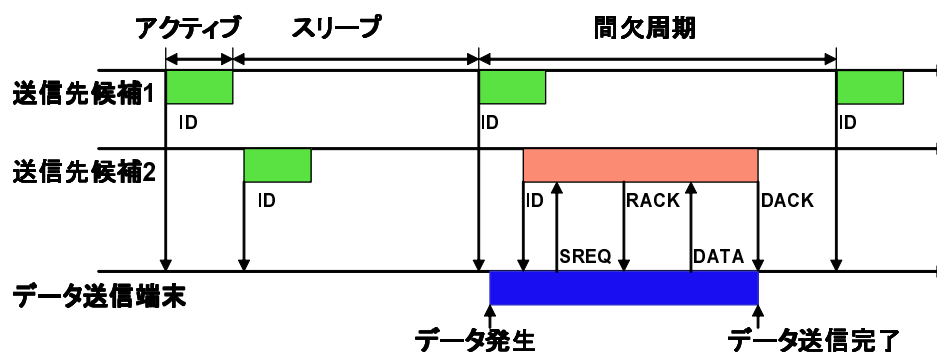 アクティブ スリープ 間欠周期
送信先候補1
ID ID ID
送信先候補2
ID ID RACK DACK
SREQ DATA
データ送信端末
データ発生 データ送信完了